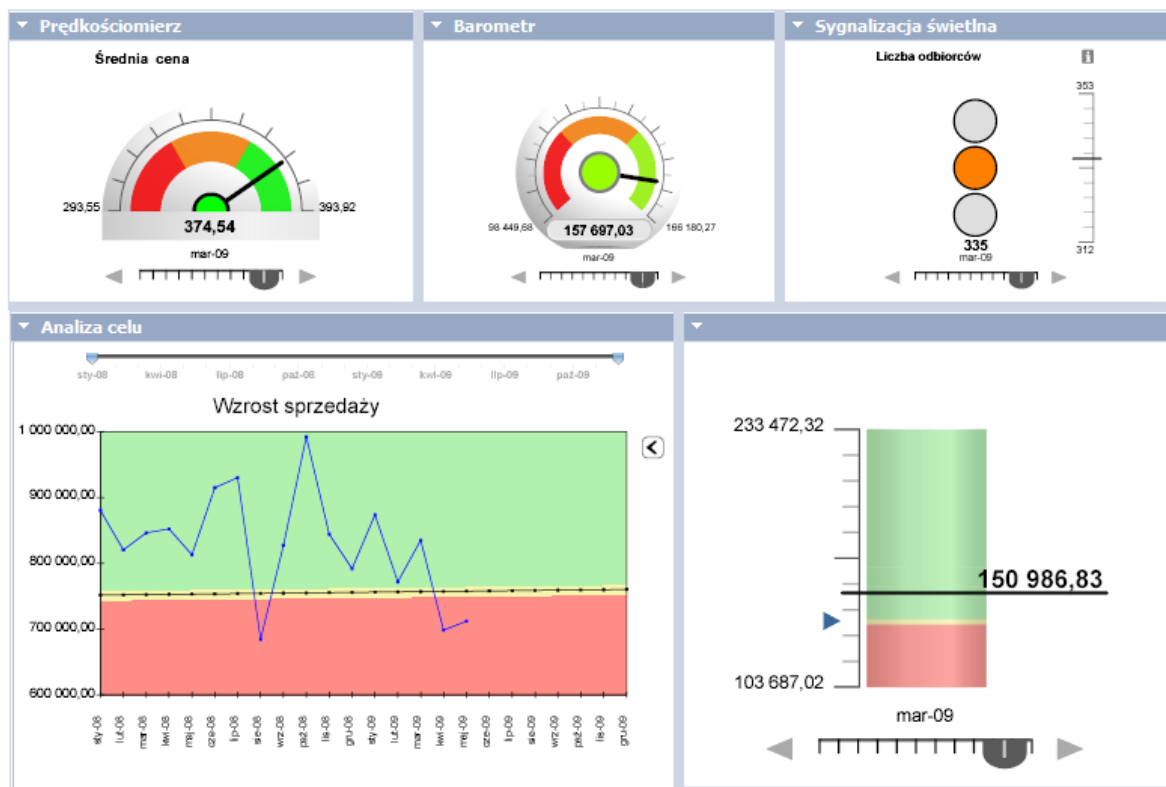 Prędkościomierz
Średnia cena
293,55
393,92
374,54
mar-09
Barometr
98 449,68
166 180,27
157 697,03
mar-09
Sygnalizacja świetlna
Liczba odbiorców
353
335
mar-09
312
Analiza celu
sty-08 kwi-08 lip-08 paź-08 sty-09 kwi-09 lip-09 paź-09
Wzrost sprzedaży
1 000 000,00
900 000,00
800 000,00
700 000,00
600 000,00
sty-08
lut-08
mar-08
kwi-08
maj-08
cze-08
lip-08
sie-08
wrz-08
paź-08
lis-08
gru-08
sty-09
lut-09
mar-09
kwi-09
maj-09
cze-09
lip-09
sie-09
wrz-09
paź-09
lis-09
gru-09
233 472,32
150 986,83
103 687,02
mar-09